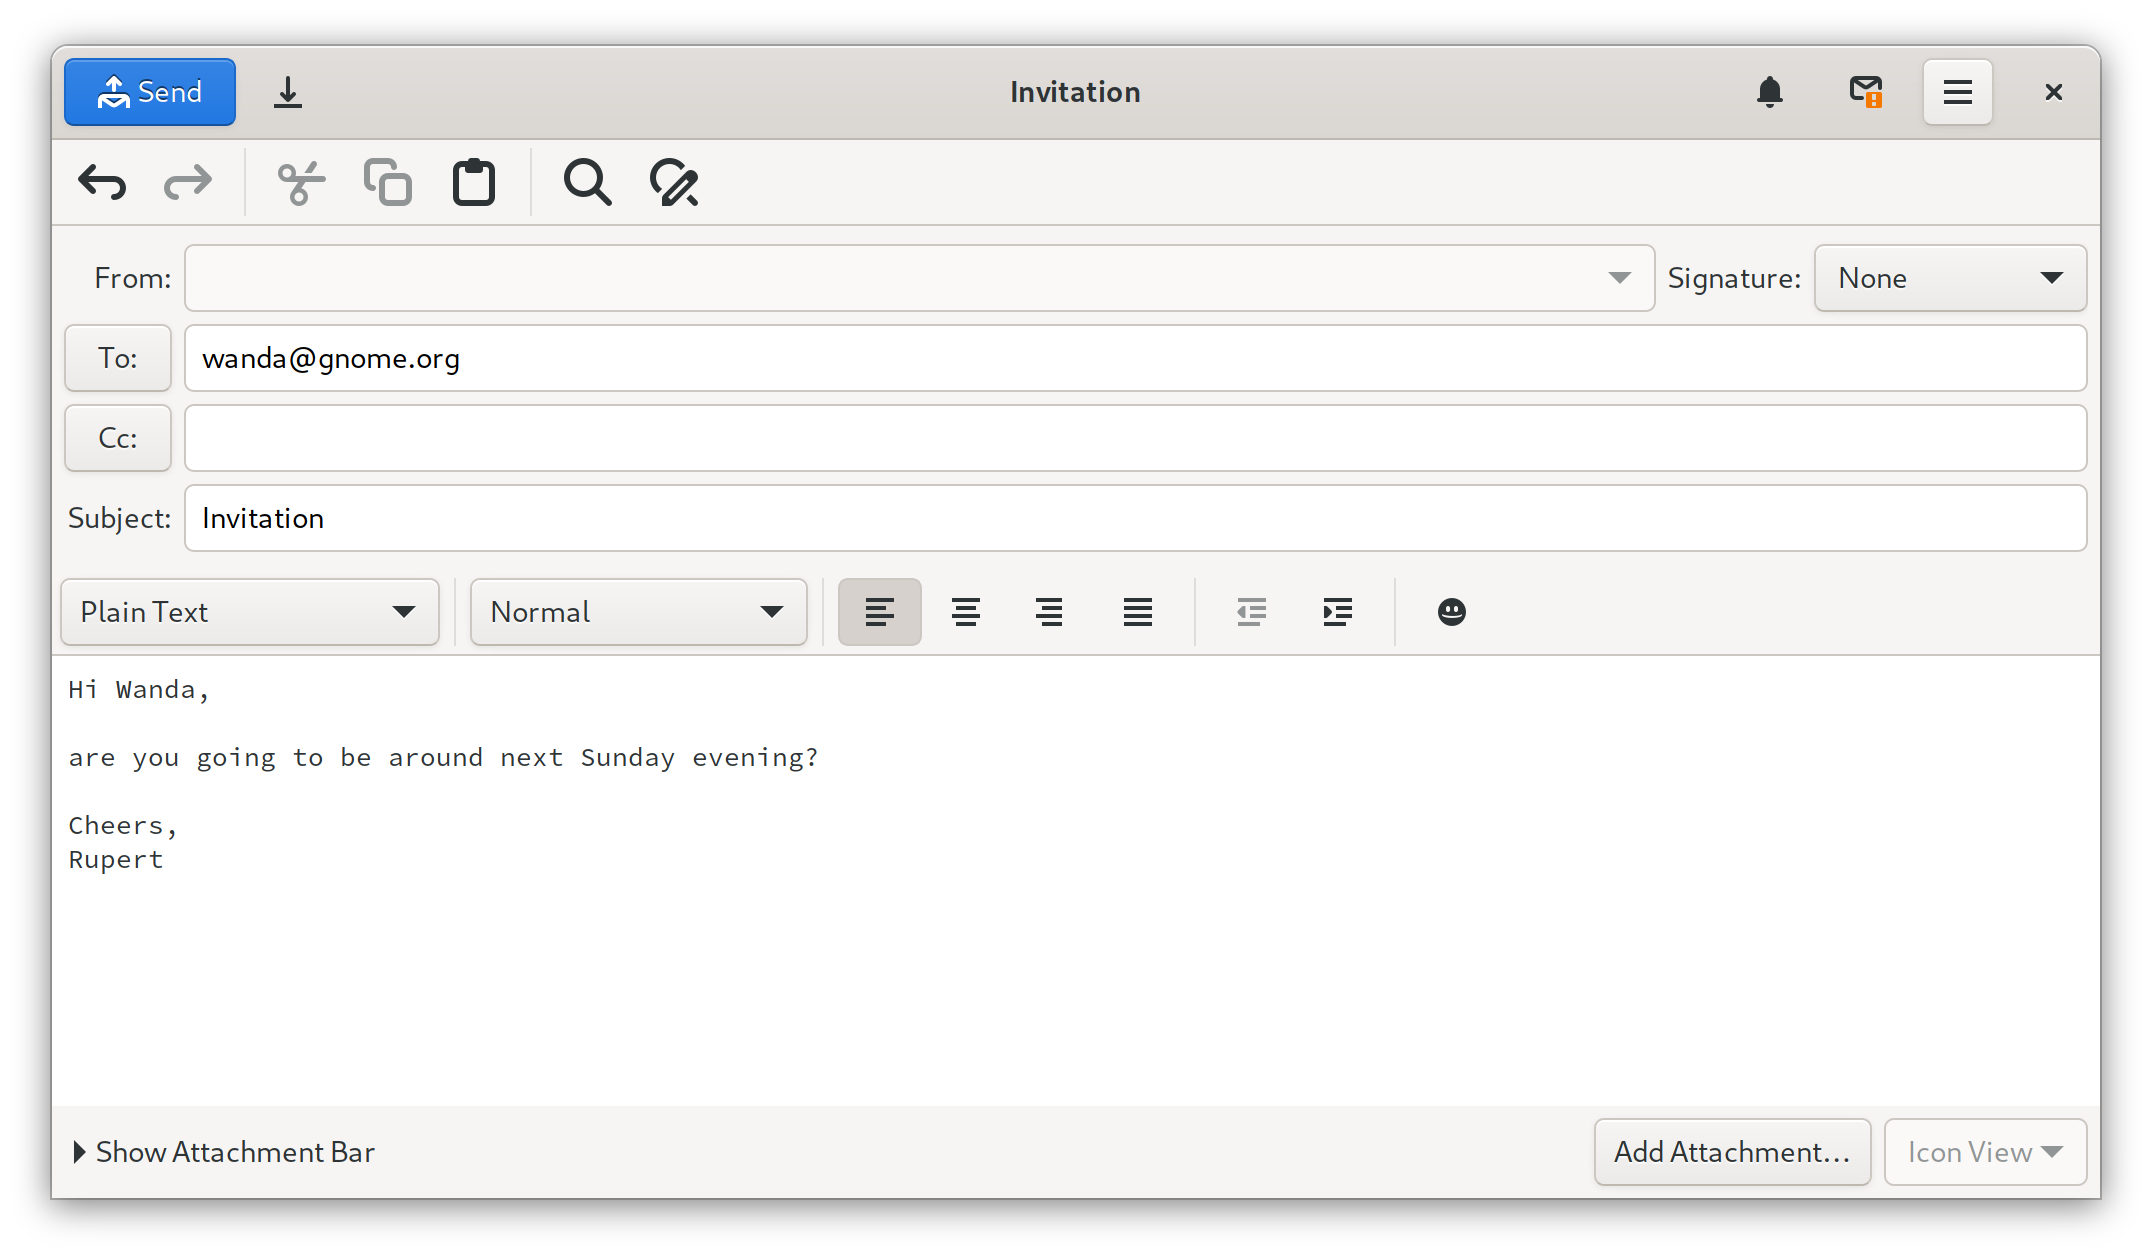 Send
Invitation
From:
Signature: None
To: wanda@gnome.org
Cc:
Subject: Invitation
Plain Text Normal
Hi Wanda,
are you going to be around next Sunday evening?
Cheers,
Rupert
Show Attachment Bar Add Attachment... Icon View